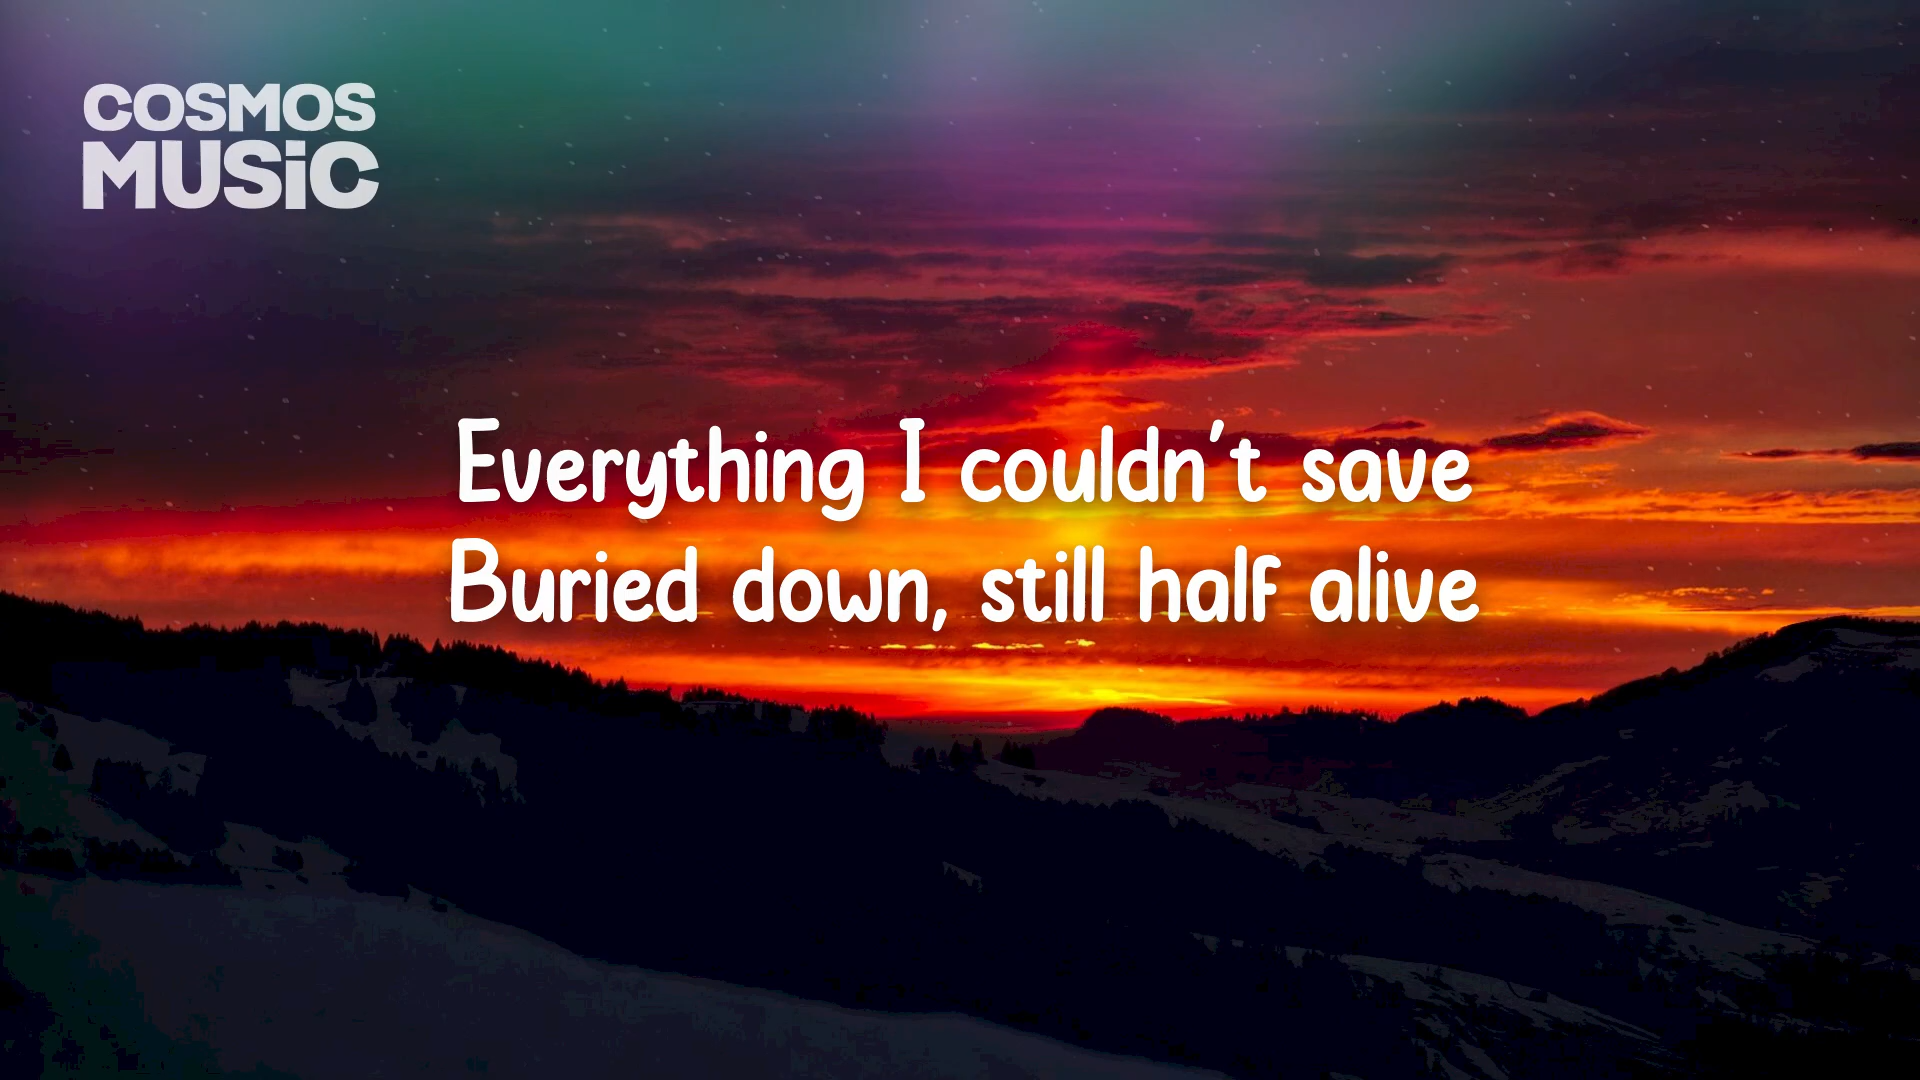 COSMOS
MUSiC
Everything I couldn't save
Buried down, still half alive